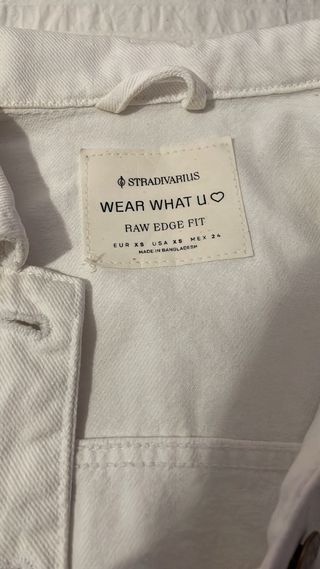 STRADIVARIUS
WEAR WHAT U ♡
RAW EDGE FIT
EUR XS USA XS MEX 24
MADE IN BANGLADESH